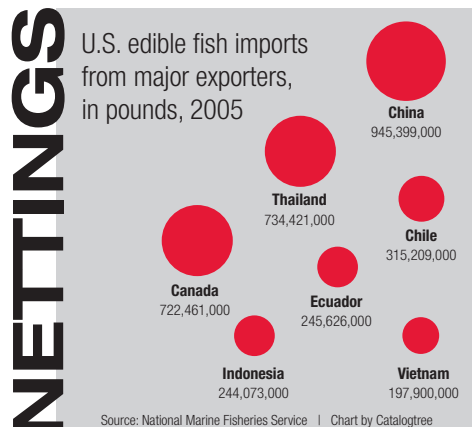 NETTINGS
U.S. edible fish imports
from major exporters,
in pounds, 2005
China
945,399,000
Thailand
734,421,000
Chile
315,209,000
Canada
722,461,000
Ecuador
245,626,000
Indonesia
244,073,000
Vietnam
197,900,000
Source: National Marine Fisheries Service | Chart by Catalogtree